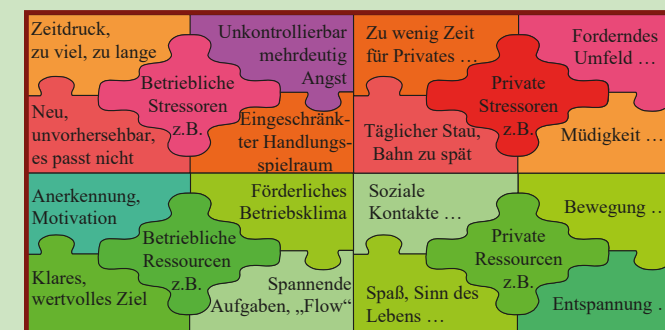 Zeitdruck,
zu viel, zu lange
Unkontrollierbar
mehrdeutig
Angst
Betriebliche
Stressoren
z.B.
Neu,
unvorhersehbar,
es passt nicht
Eingeschränk-
ter Handlungs-
spielraum
Zu wenig Zeit
für Privates ...
Forderndes
Umfeld ...
Private
Stressoren
z.B.
Täglicher Stau,
Bahn zu spät
Müdigkeit ...
Anerkennung,
Motivation
Förderliches
Betriebsklima
Betriebliche
Ressourcen
z.B.
Klares,
wertvolles Ziel
Spannende
Aufgaben, „Flow“
Soziale
Kontakte ...
Bewegung ...
Private
Ressourcen
z.B.
Spaß, Sinn des
Lebens ...
Entspannung ..